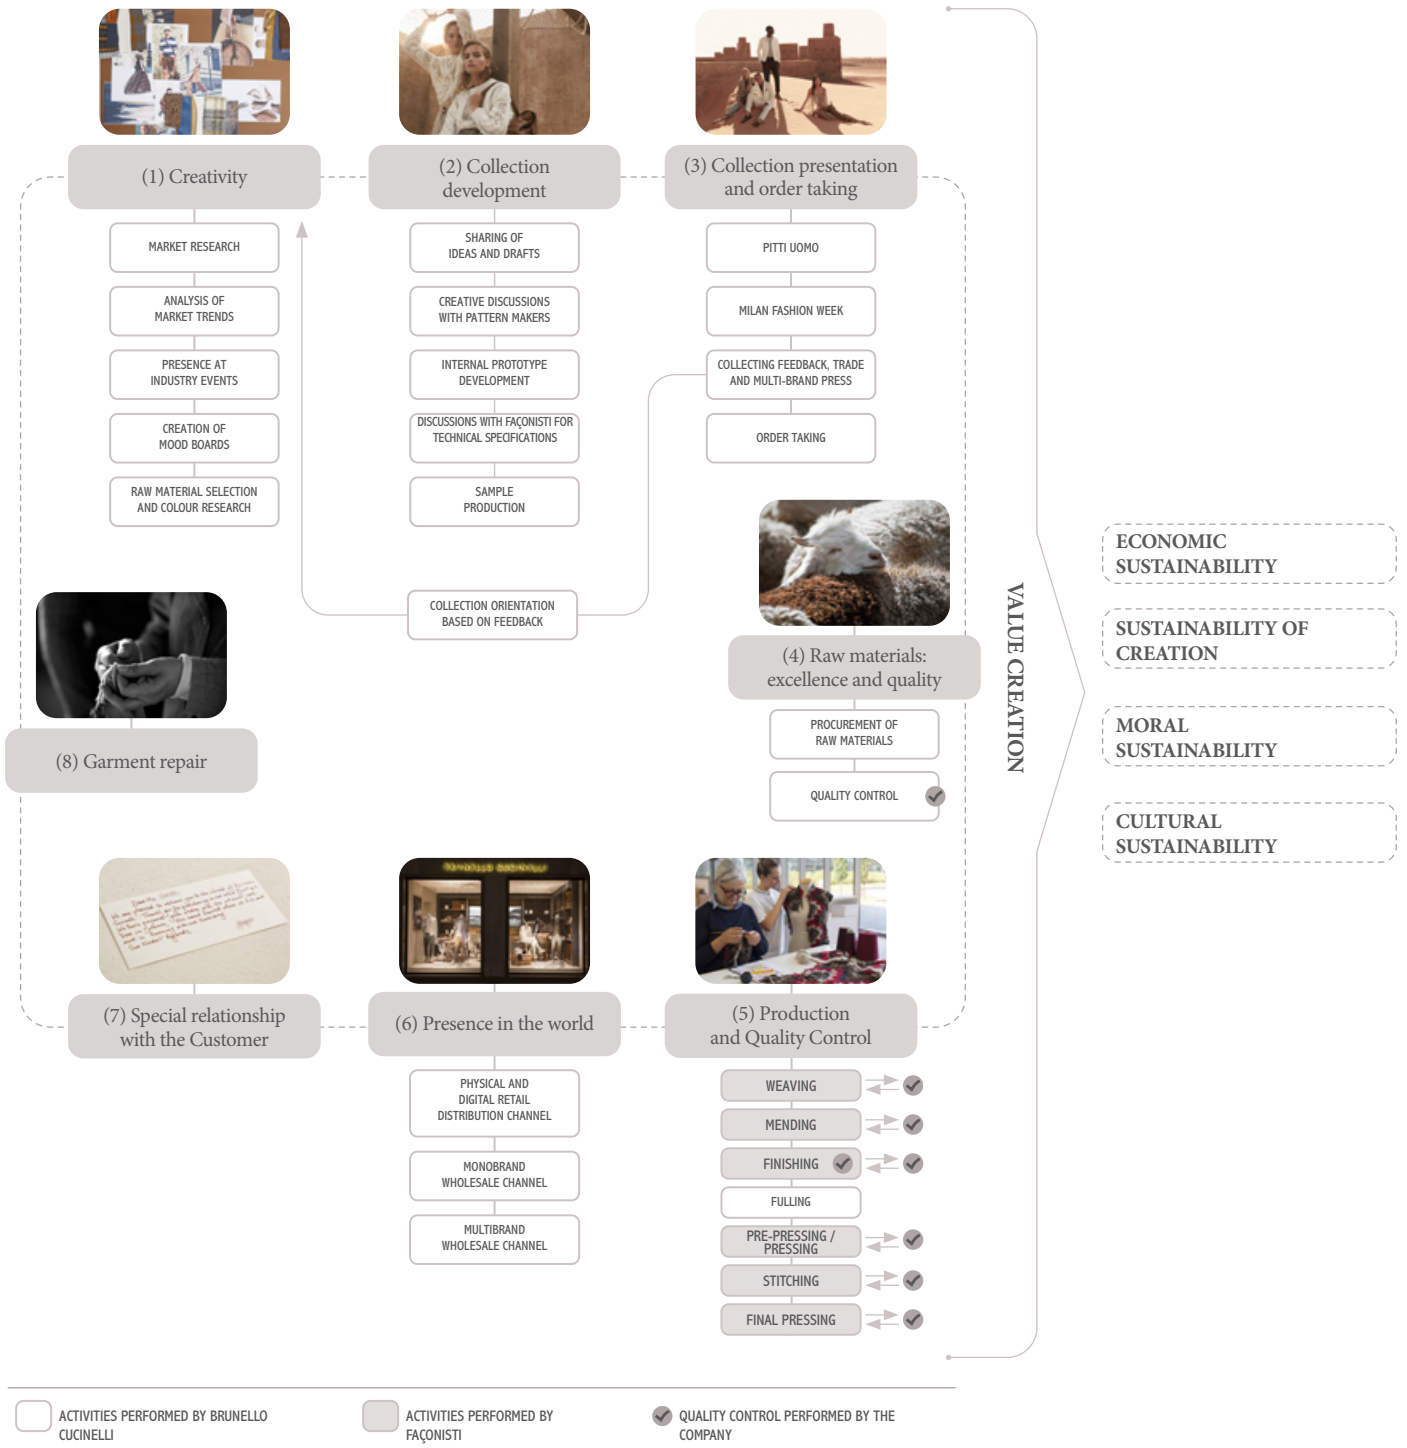 (1) Creativity
MARKET RESEARCH
ANALYSIS OF
MARKET TRENDS
PRESENCE AT
INDUSTRY EVENTS
CREATION OF
MOOD BOARDS
RAW MATERIAL SELECTION
AND COLOUR RESEARCH
(2) Collection
development
SHARING OF
IDEAS AND DRAFTS
CREATIVE DISCUSSIONS
WITH PATTERN MAKERS
INTERNAL PROTOTYPE
DEVELOPMENT
DISCUSSIONS WITH FAÇONISTI FOR
TECHNICAL SPECIFICATIONS
SAMPLE
PRODUCTION
(3) Collection presentation
and order taking
PITTI UOMO
MILAN FASHION WEEK
COLLECTING FEEDBACK, TRADE
AND MULTI-BRAND PRESS
ORDER TAKING
COLLECTION ORIENTATION
BASED ON FEEDBACK
(4) Raw materials:
excellence and quality
PROCUREMENT OF
RAW MATERIALS
QUALITY CONTROL
(5) Production
and Quality Control
WEAVING
MENDING
FINISHING
FULLING
PRE-PRESSING /
PRESSING
STITCHING
FINAL PRESSING
BRUNELLO CUCINELLI
(6) Presence in the world
PHYSICAL AND
DIGITAL RETAIL
DISTRIBUTION CHANNEL
MONOBRAND
WHOLESALE CHANNEL
MULTIBRAND
WHOLESALE CHANNEL
(7) Special relationship
with the Customer
(8) Garment repair
VALUE CREATION
ECONOMIC
SUSTAINABILITY
SUSTAINABILITY OF
CREATION
MORAL
SUSTAINABILITY
CULTURAL
SUSTAINABILITY
ACTIVITIES PERFORMED BY BRUNELLO
CUCINELLI
ACTIVITIES PERFORMED BY
FAÇONISTI
QUALITY CONTROL PERFORMED BY THE
COMPANY